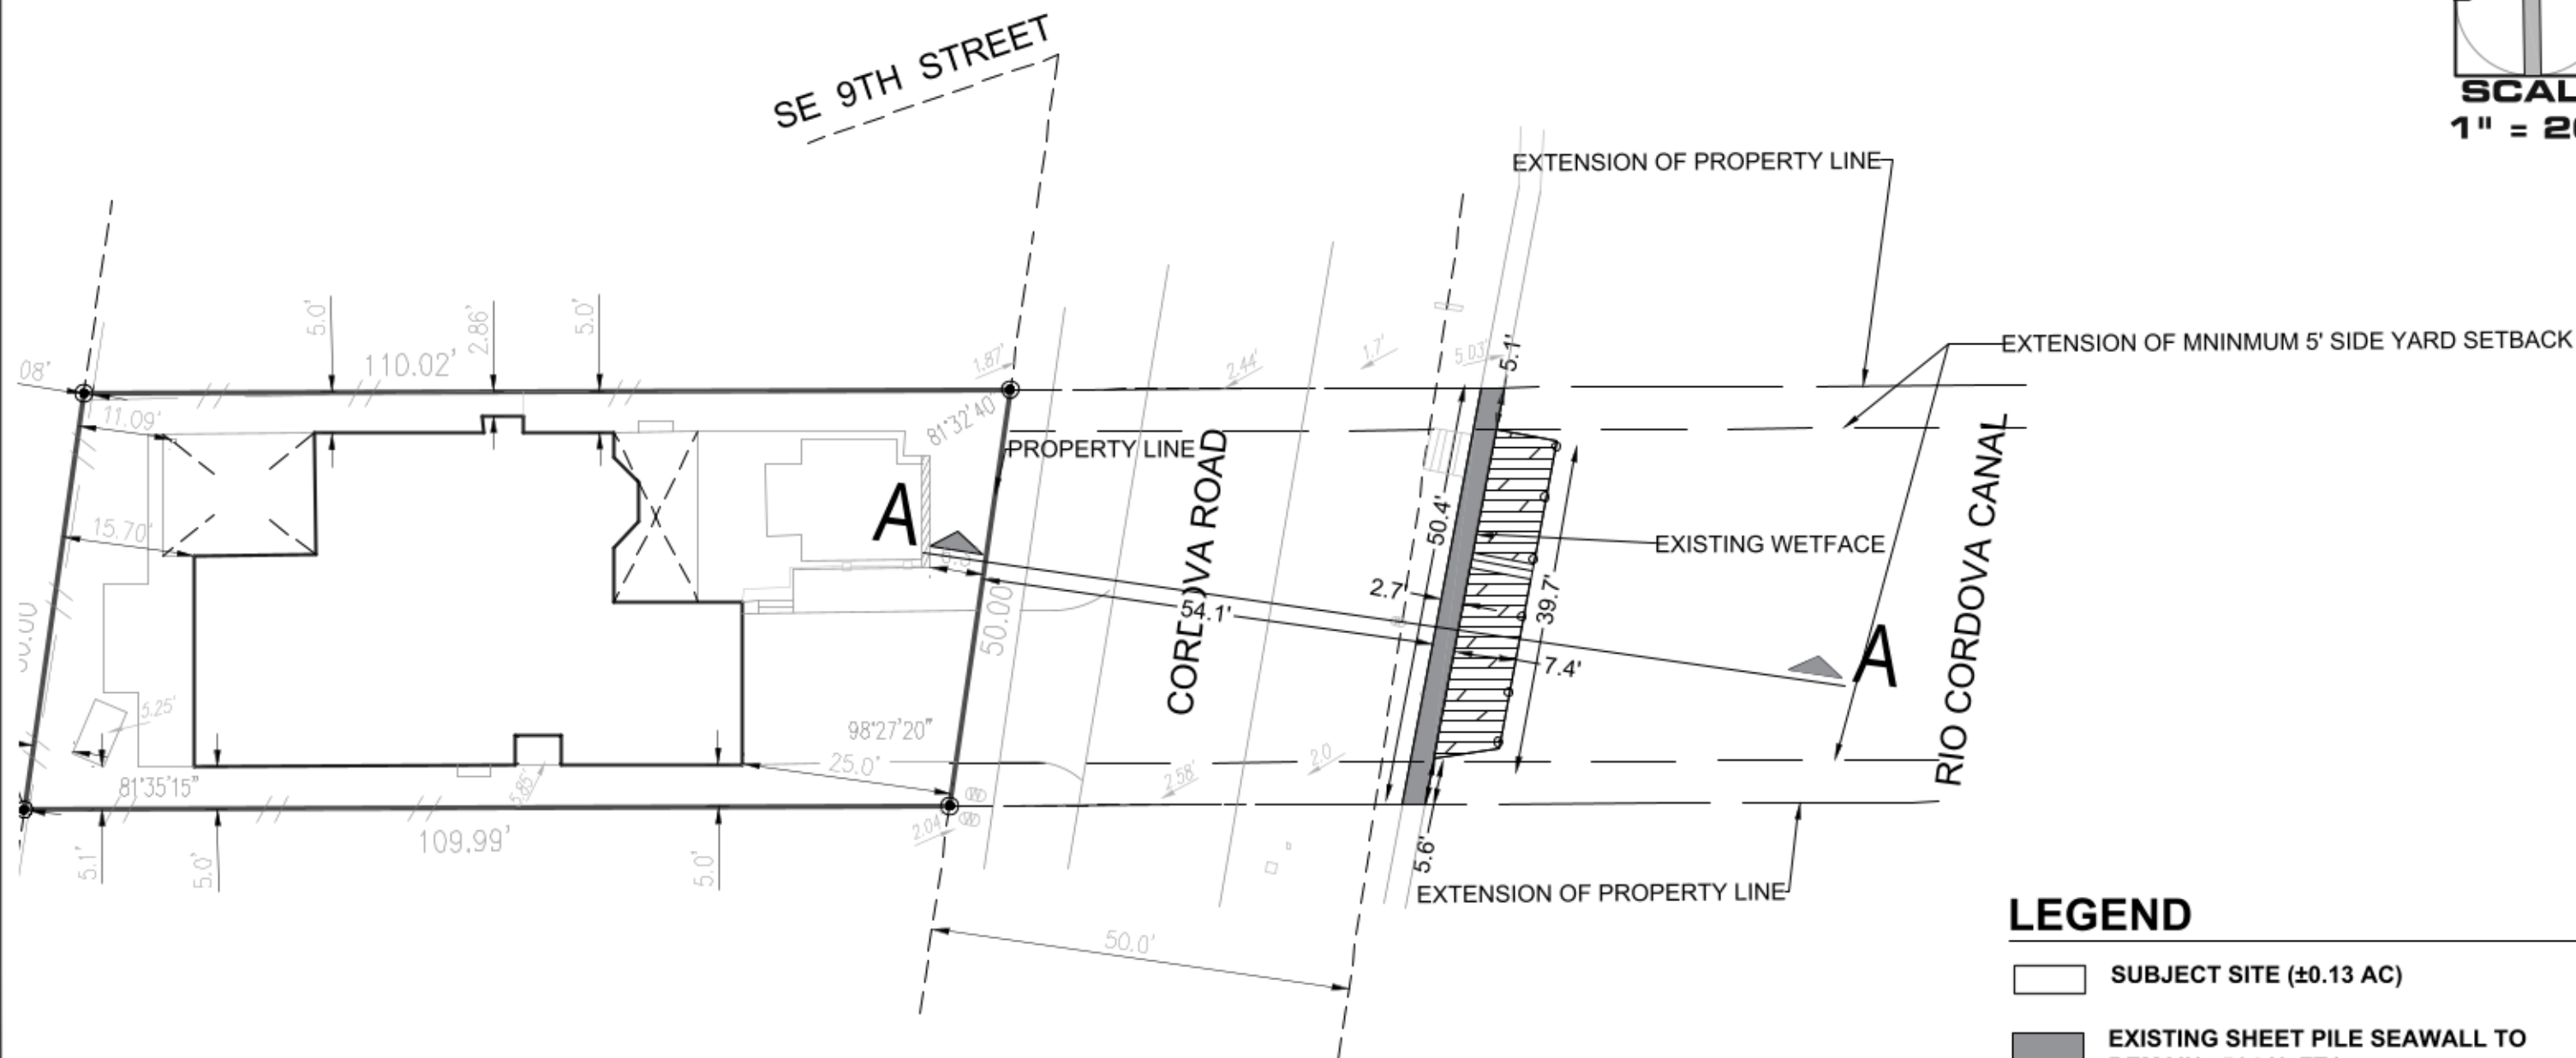 SE 9TH STREET
SCAL
1" = 2
EXTENSION OF PROPERTY LINE
EXTENSION OF MNINMUM 5' SIDE YARD SETBACK
08'
110.02'
5.0'
2.86'
5.0'
1.87'
2.44'
1.7'
5.03'
5.1'
11.09'
81°32'40"
PROPERTY LINE
A
15.70'
CORDOVA ROAD
50.4'
EXISTING WETFACE
2.7'
54.1'
39.7'
7.4'
A
RIO CORDOVA CANAL
50.00
5.25'
98°27'20"
25.0'
81°35'15"
5.85'
2.58'
2.0
2.04
109.99'
5.1'
5.0'
5.0'
5.6'
EXTENSION OF PROPERTY LINE
50.0'
LEGEND
SUBJECT SITE (±0.13 AC)
EXISTING SHEET PILE SEAWALL TO